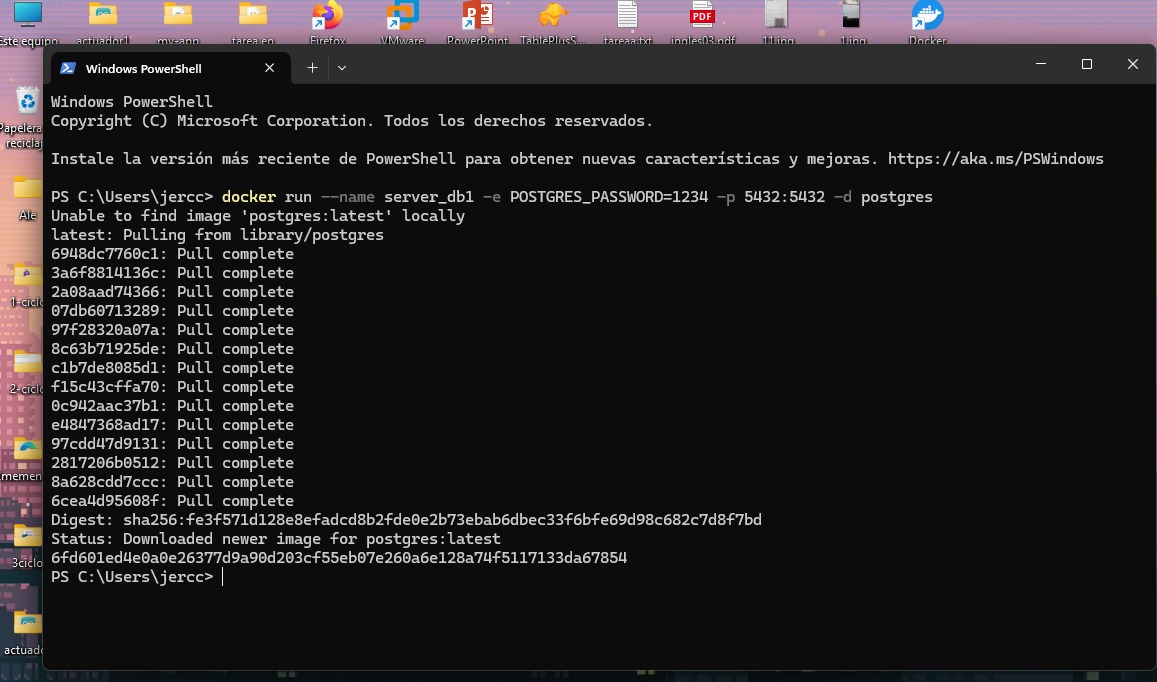 Este equipo
actuador1
my-app
tarea en
Firefox
VMware
PowerPoint
TablePlusS...
tareaa.txt
ingles03.pdf
11.jpg
1.jpg
Docker
Windows PowerShell
Papelera
reciclaj
Ale
1-ciclo
2-ciclo
3ciclo
Windows PowerShell
Copyright (C) Microsoft Corporation. Todos los derechos reservados.
Instale la versión más reciente de PowerShell para obtener nuevas características y mejoras. https://aka.ms/PSWindows
PS C:\Users\jercc> docker run --name server_db1 -e POSTGRES_PASSWORD=1234 -p 5432:5432 -d postgres
Unable to find image 'postgres:latest' locally
latest: Pulling from library/postgres
6948dc7760c1: Pull complete
3a6f8814136c: Pull complete
2a08aad74366: Pull complete
07db60713289: Pull complete
97f28320a07a: Pull complete
8c63b71925de: Pull complete
c1b7de8085d1: Pull complete
f15c43cffa70: Pull complete
0c942aac37b1: Pull complete
e4847368ad17: Pull complete
97cdd47d9131: Pull complete
2817206b0512: Pull complete
8a628cdd7ccc: Pull complete
6cea4d95608f: Pull complete
Digest: sha256:fe3f571d128e8efadcd8b2fde0e2b73ebab6dbec33f6bfe69d98c682c7d8f7bd
Status: Downloaded newer image for postgres:latest
6fd601ed4e0a0e26377d9a90d203cf55eb07e260a6e128a74f5117133da67854
PS C:\Users\jercc>